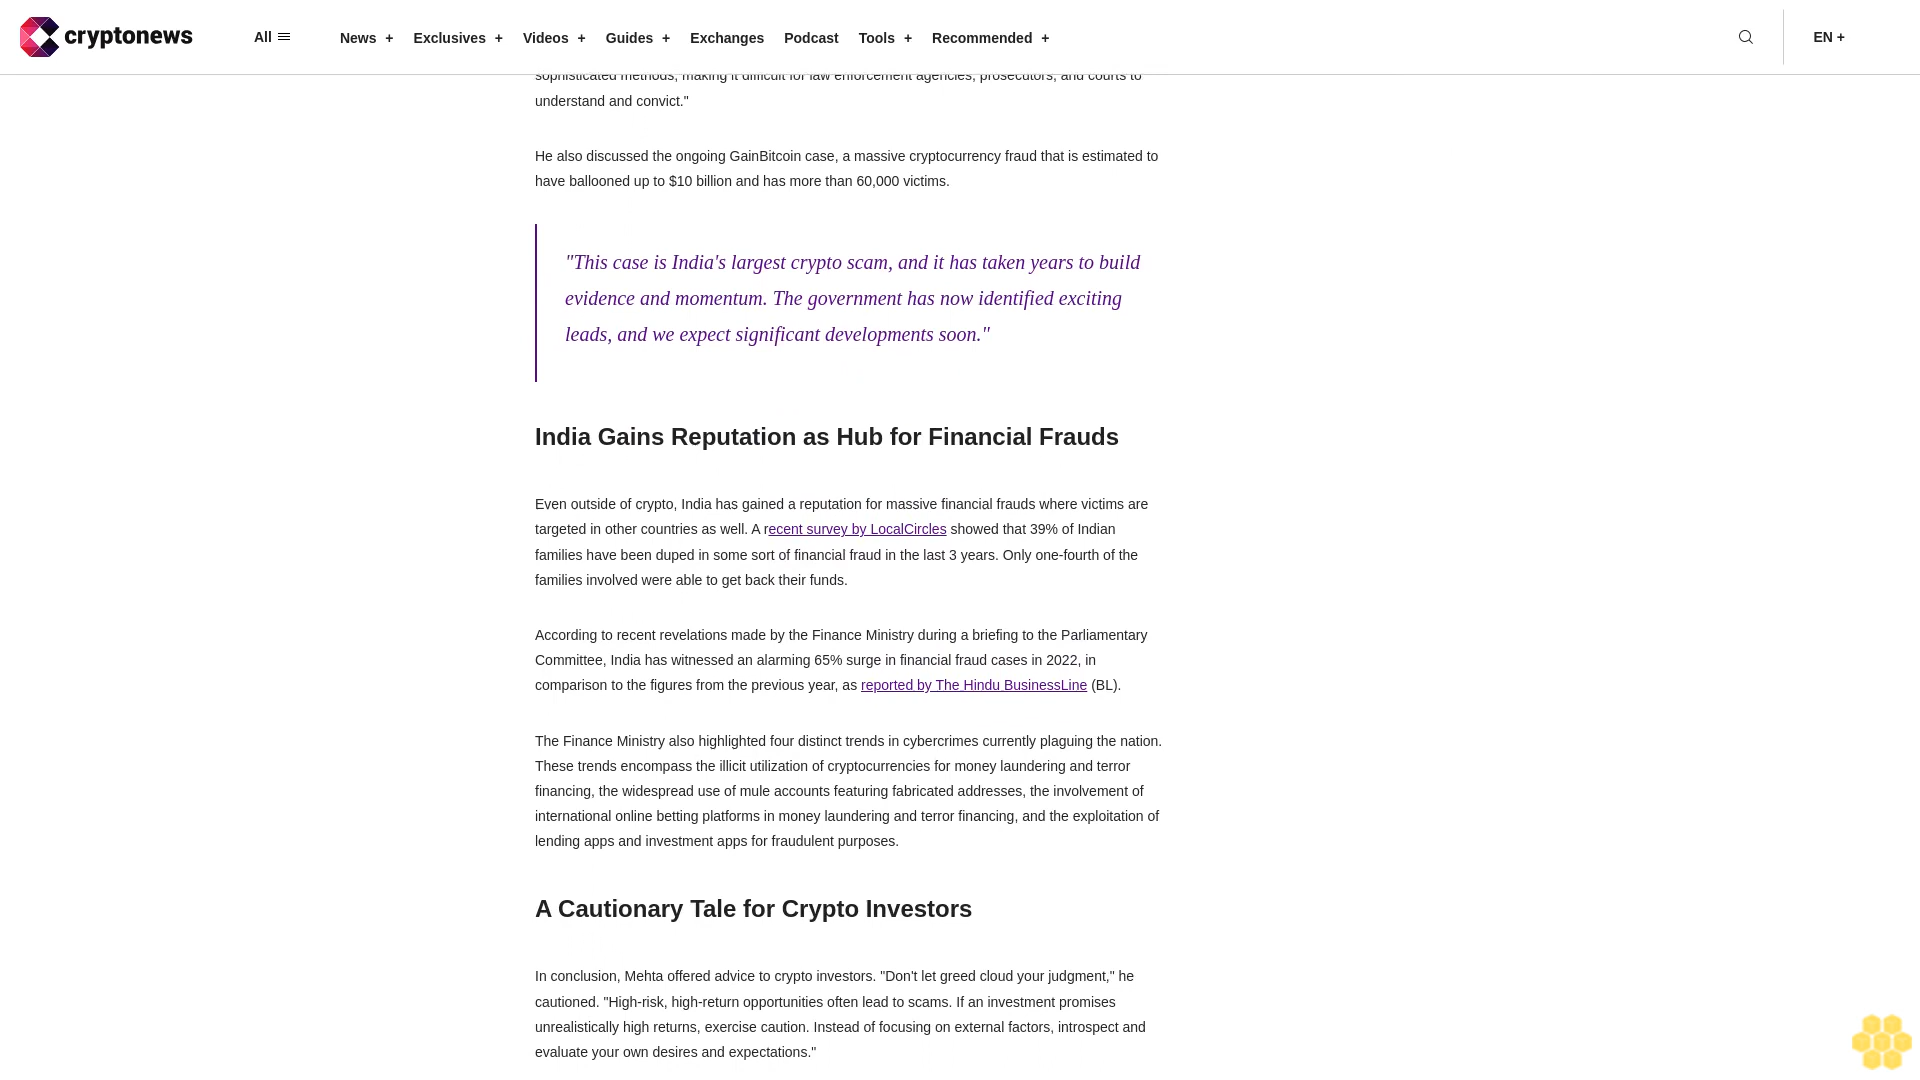 cryptonews
All
News +
Exclusives +
Videos +
Guides +
Exchanges
Podcast
Tools +
Recommended +
EN +
sophisticated methods, making it difficult for law enforcement agencies, prosecutors, and courts to
understand and convict."
He also discussed the ongoing GainBitcoin case, a massive cryptocurrency fraud that is estimated to
have ballooned up to $10 billion and has more than 60,000 victims.
"This case is India's largest crypto scam, and it has taken years to build
evidence and momentum. The government has now identified exciting
leads, and we expect significant developments soon."
India Gains Reputation as Hub for Financial Frauds
Even outside of crypto, India has gained a reputation for massive financial frauds where victims are
targeted in other countries as well. A recent survey by LocalCircles showed that 39% of Indian
families have been duped in some sort of financial fraud in the last 3 years. Only one-fourth of the
families involved were able to get back their funds.
According to recent revelations made by the Finance Ministry during a briefing to the Parliamentary
Committee, India has witnessed an alarming 65% surge in financial fraud cases in 2022, in
comparison to the figures from the previous year, as reported by The Hindu BusinessLine (BL).
The Finance Ministry also highlighted four distinct trends in cybercrimes currently plaguing the nation.
These trends encompass the illicit utilization of cryptocurrencies for money laundering and terror
financing, the widespread use of mule accounts featuring fabricated addresses, the involvement of
international online betting platforms in money laundering and terror financing, and the exploitation of
lending apps and investment apps for fraudulent purposes.
A Cautionary Tale for Crypto Investors
In conclusion, Mehta offered advice to crypto investors. "Don't let greed cloud your judgment," he
cautioned. "High-risk, high-return opportunities often lead to scams. If an investment promises
unrealistically high returns, exercise caution. Instead of focusing on external factors, introspect and
evaluate your own desires and expectations."